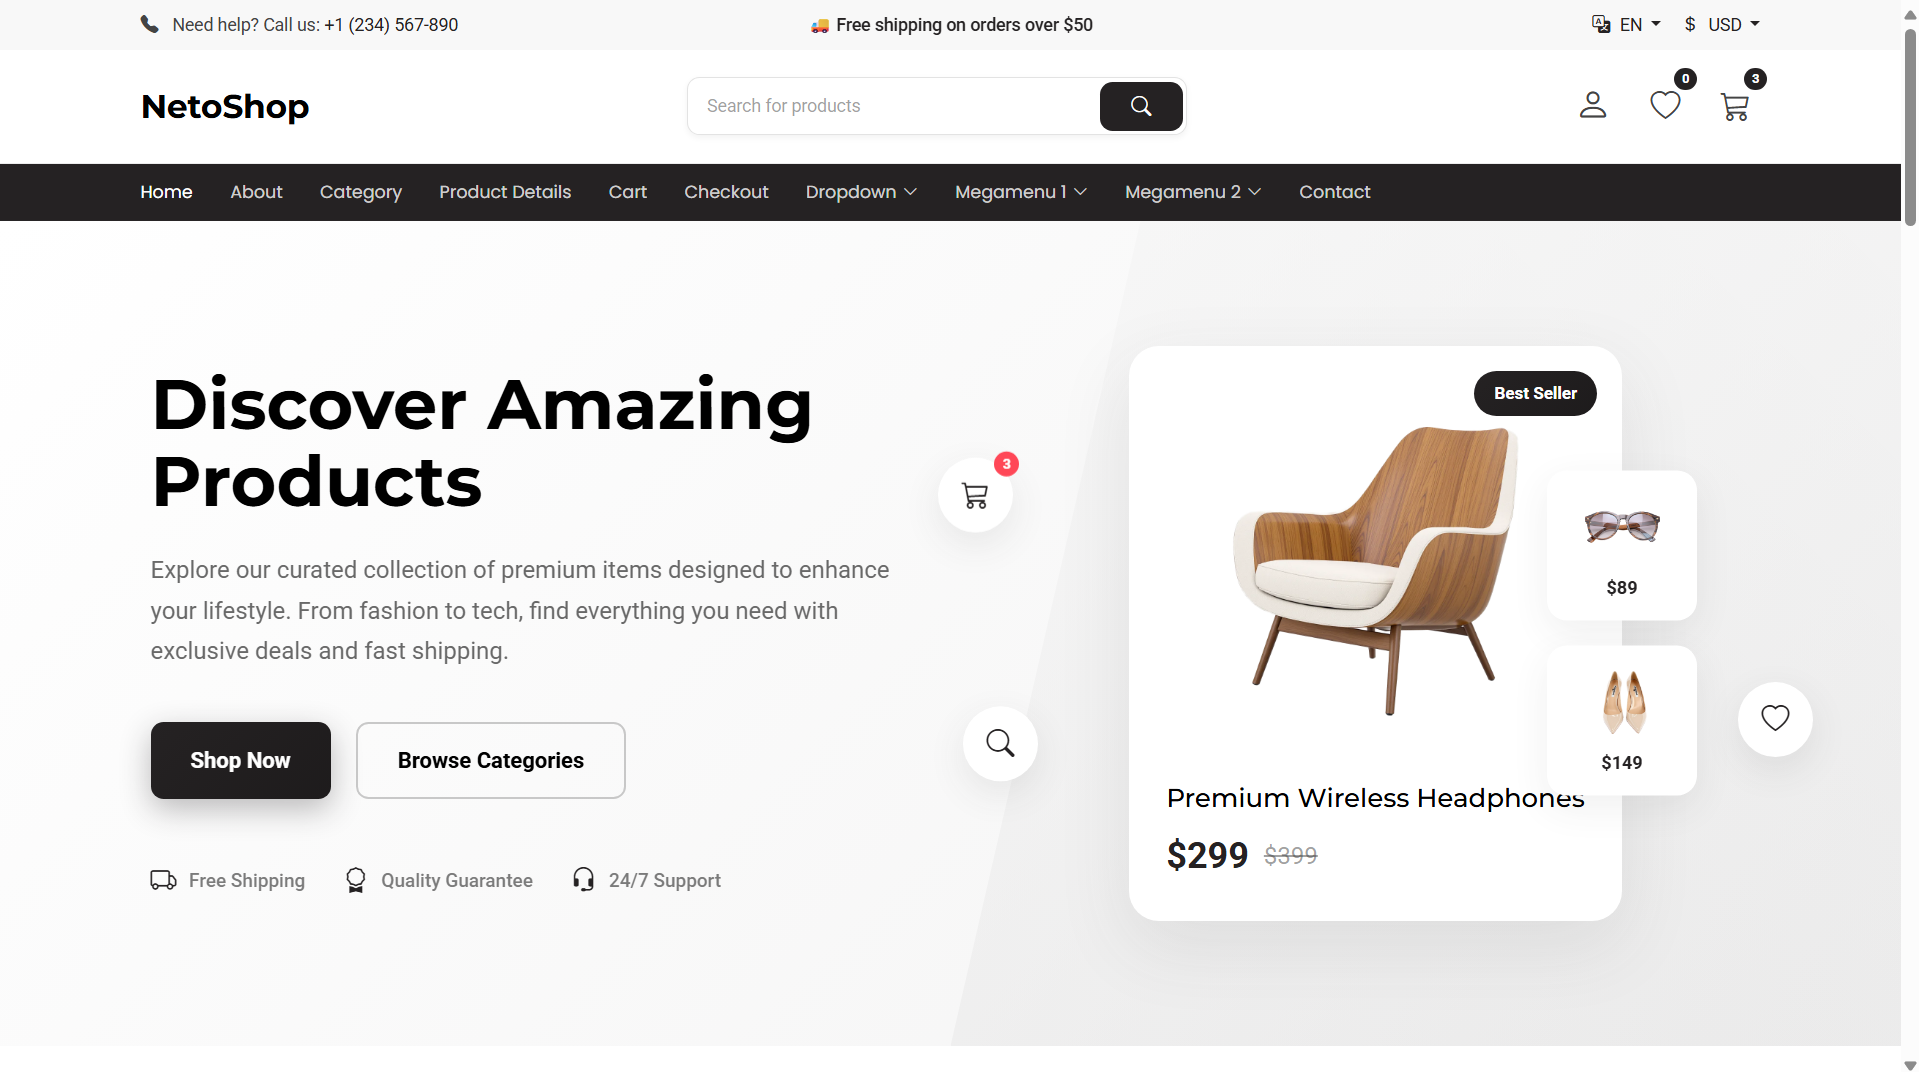 Need help? Call us: +1 (234) 567-890
Free shipping on orders over $50
EN
$ USD
NetoShop
Search for products
0
3
Home About Category Product Details Cart Checkout Dropdown Megamenu 1 Megamenu 2 Contact
Discover Amazing
Products
Explore our curated collection of premium items designed to enhance
your lifestyle. From fashion to tech, find everything you need with
exclusive deals and fast shipping.
Shop Now
Browse Categories
Free Shipping
Quality Guarantee
24/7 Support
3
Best Seller
$89
$149
Premium Wireless Headphones
$299 $399